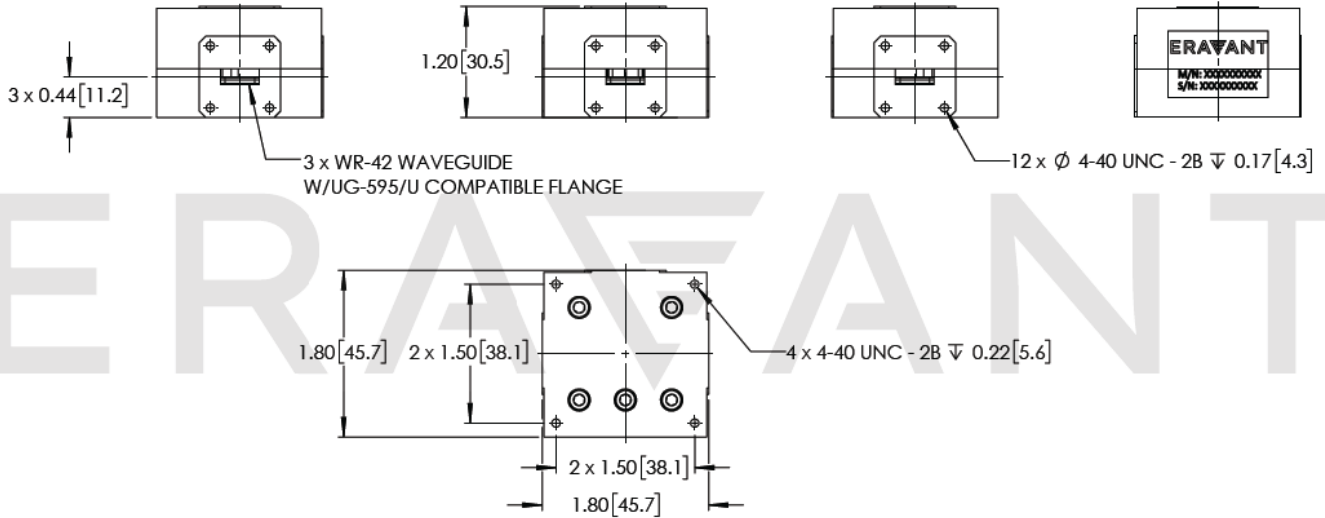 3 x 0.44[11.2]
3 x WR-42 WAVEGUIDE
W/UG-595/U COMPATIBLE FLANGE
1.20[30.5]
12 x Ø 4-40 UNC - 2B ↧ 0.17[4.3]
ERAVANT
M/N: XXXXXXXXXX
S/N: XXXXXXXXXX
ERAVANT
1.80[45.7]
2 x 1.50[38.1]
4 x 4-40 UNC - 2B ↧ 0.22[5.6]
2 x 1.50[38.1]
1.80[45.7]